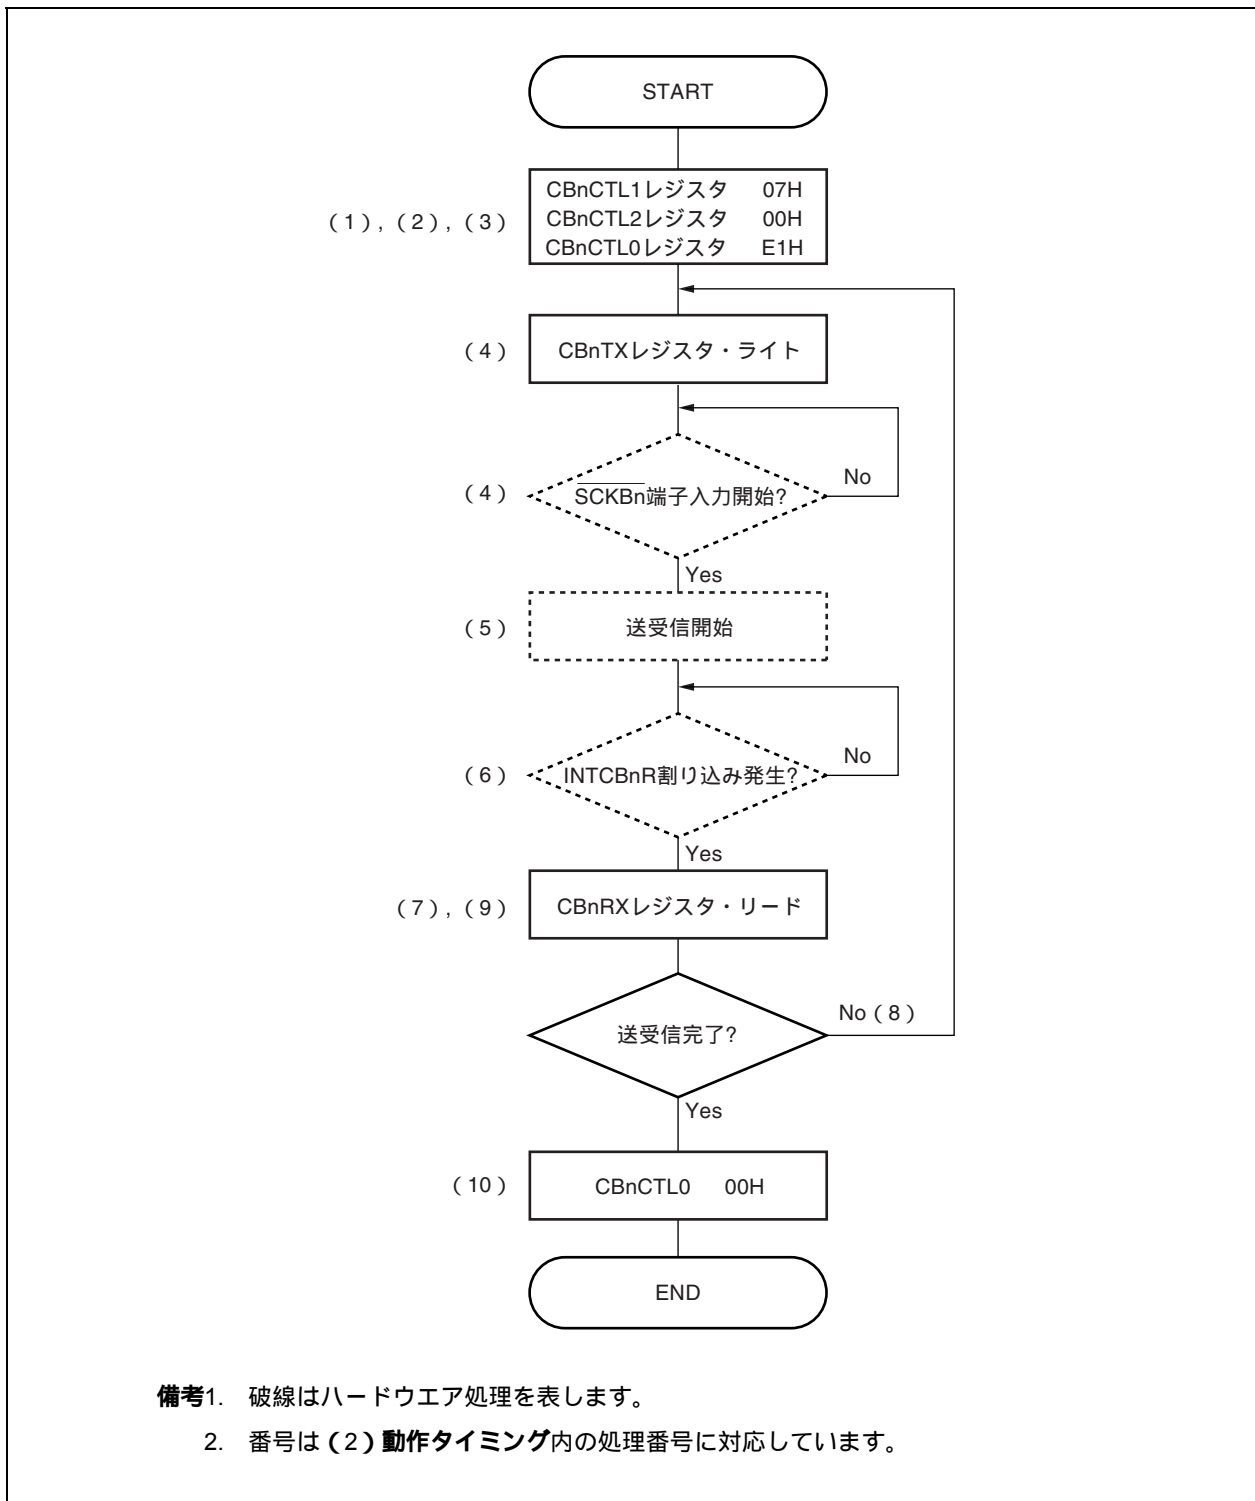 START
CBnCTL1レジスタ 07H
(1), (2), (3) CBnCTL2レジスタ 00H
CBnCTL0レジスタ E1H
(4) CBnTXレジスタ・ライト
(4) SCKBn端子入力開始? No
Yes
(5) 送受信開始
(6) INTCBnR割り込み発生? No
Yes
(7), (9) CBnRXレジスタ・リード
送受信完了? No(8)
Yes
(10) CBnCTL0 00H
END
備考1. 破線はハードウエア処理を表します。
2. 番号は(2)動作タイミング内の処理番号に対応しています。